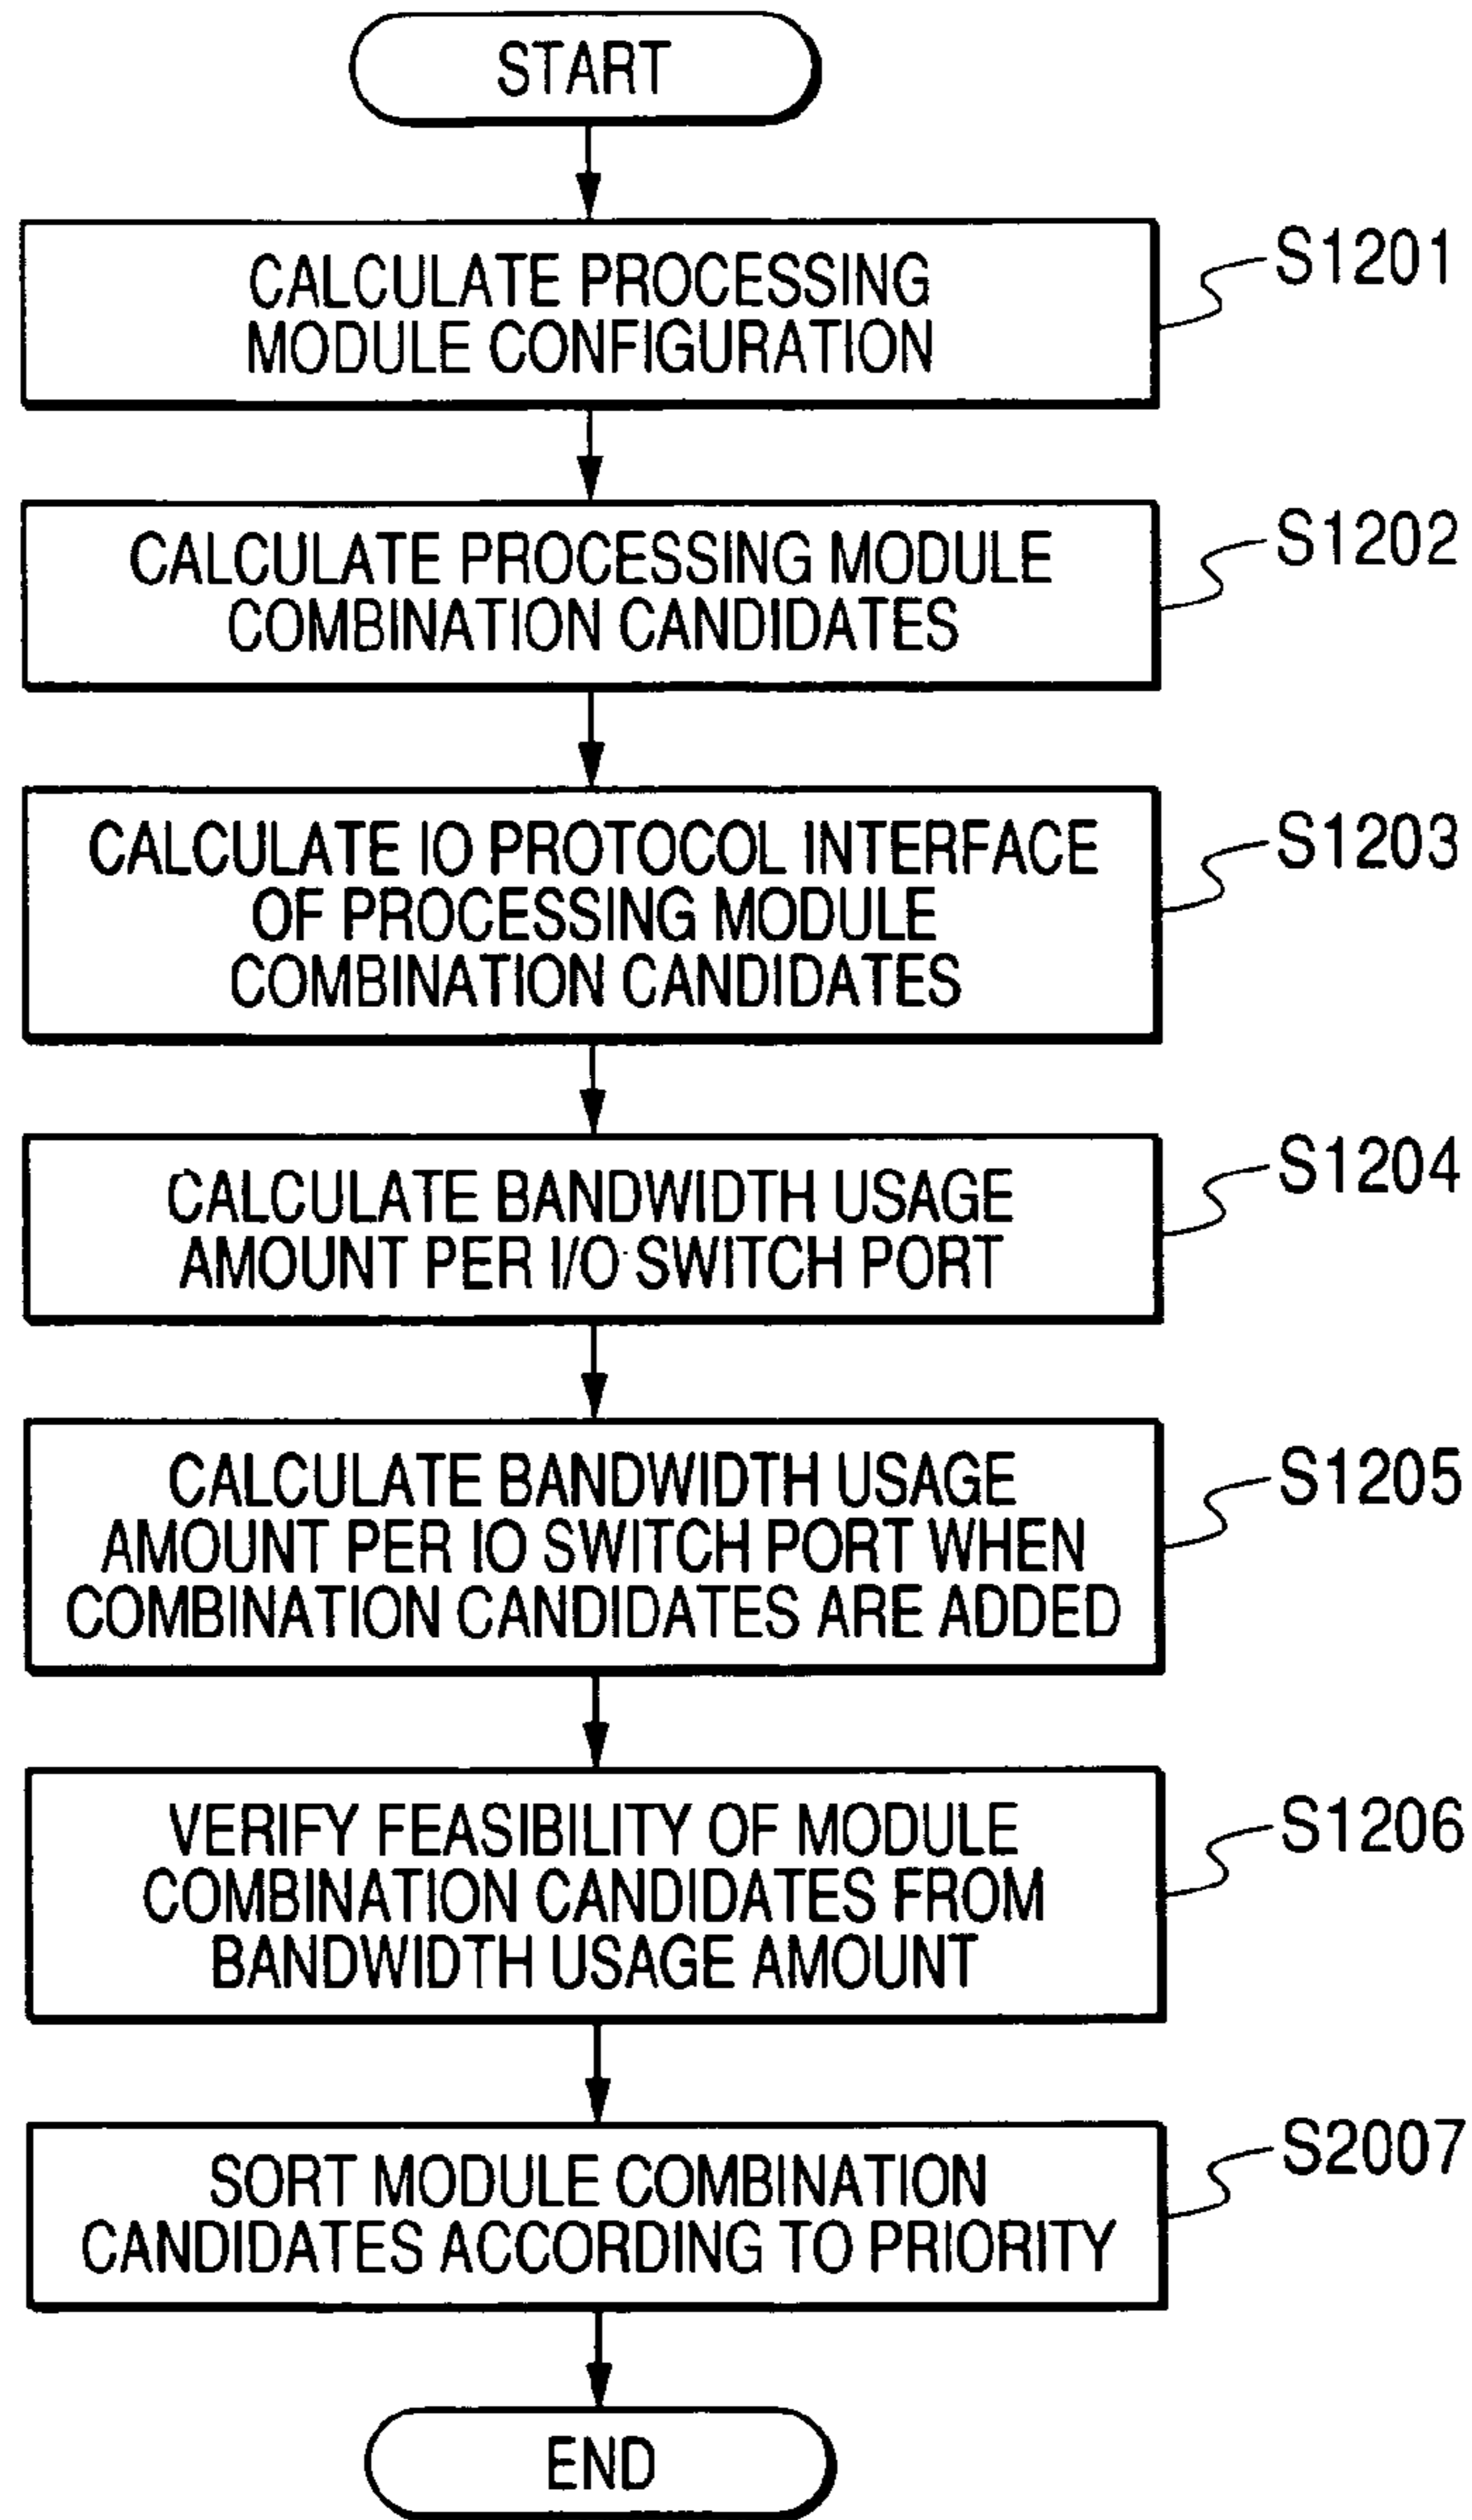 START
CALCULATE PROCESSING
MODULE CONFIGURATION
S1201
CALCULATE PROCESSING MODULE
COMBINATION CANDIDATES
S1202
CALCULATE IO PROTOCOL INTERFACE
OF PROCESSING MODULE
COMBINATION CANDIDATES
S1203
CALCULATE BANDWIDTH USAGE
AMOUNT PER I/O SWITCH PORT
S1204
CALCULATE BANDWIDTH USAGE
AMOUNT PER IO SWITCH PORT WHEN
COMBINATION CANDIDATES ARE ADDED
S1205
VERIFY FEASIBILITY OF MODULE
COMBINATION CANDIDATES FROM
BANDWIDTH USAGE AMOUNT
S1206
SORT MODULE COMBINATION
CANDIDATES ACCORDING TO PRIORITY
S2007
END